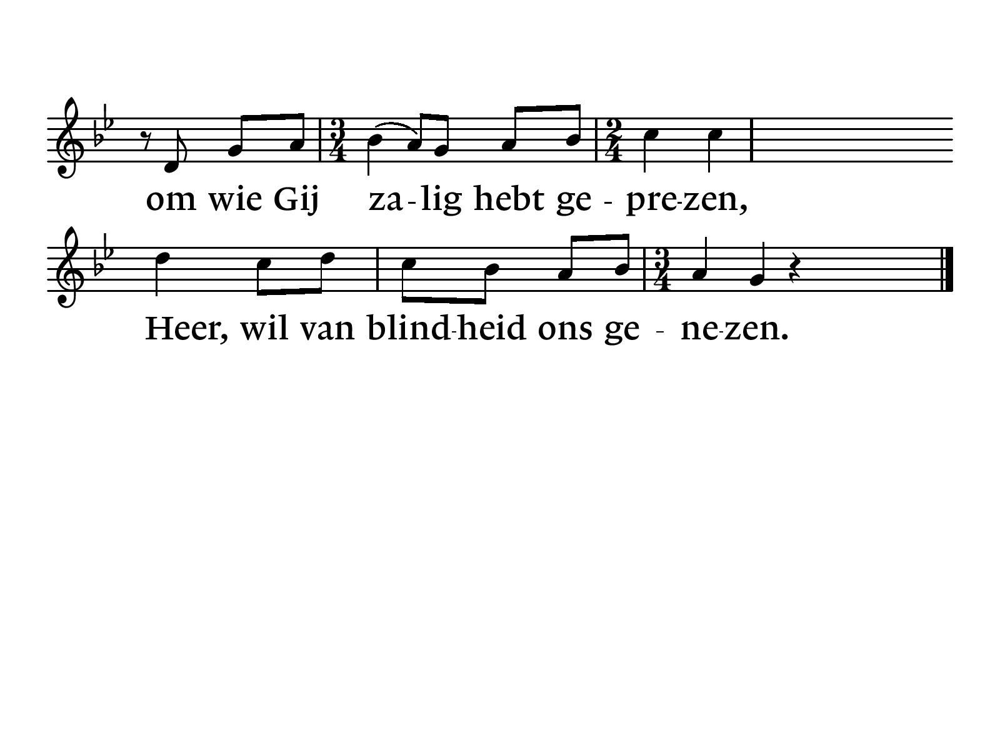 om wie Gij za-lig hebt ge - pre-zen,
Heer, wil van blind-heid ons ge - ne-zen.